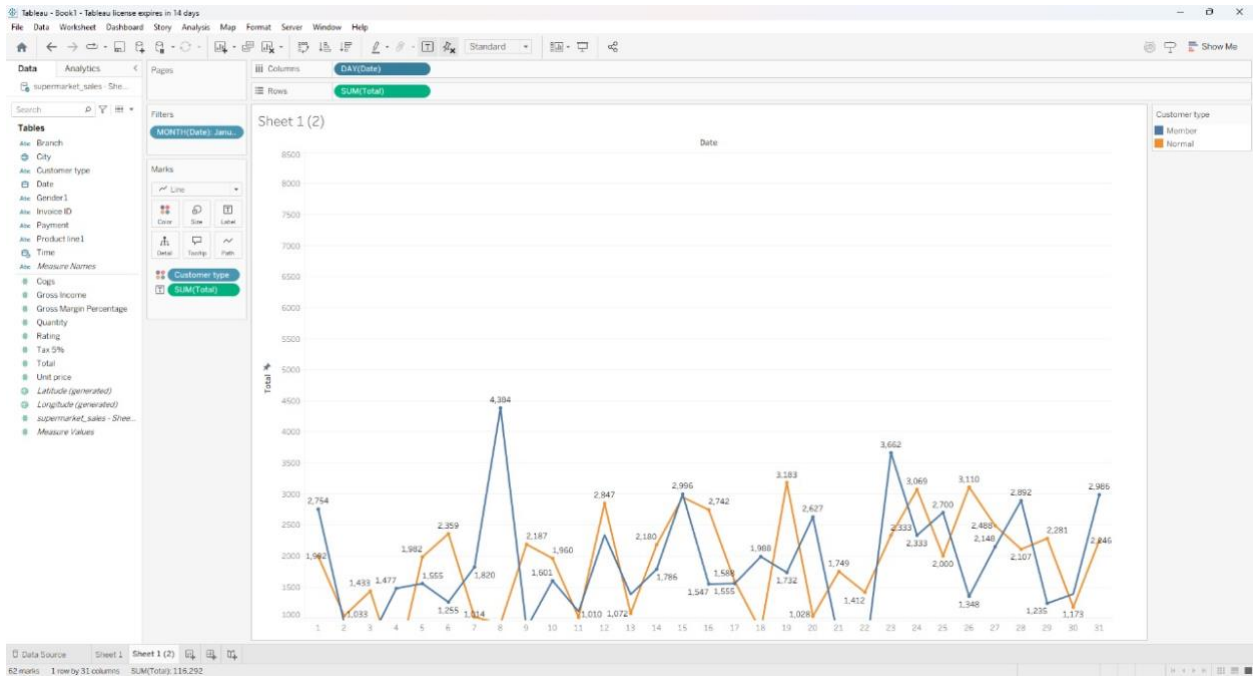 Tableau - Book1 - Tableau license expires in 14 days
File Data Worksheet Dashboard Story Analysis Map Format Server Window Help
Standard
Show Me
Data Analytics
supermarket_sales - She...
Search
Tables
Abc Branch
City
Abc Customer type
Date
Abc Gender1
Abc Invoice ID
Abc Payment
Abc Product line1
Time
Abc Measure Names
Cogs
Gross Income
Gross Margin Percentage
Quantity
Rating
Tax 5%
Total
Unit price
Latitude (generated)
Longitude (generated)
supermarket_sales - Shee...
Measure Values
Pages
Filters
MONTH(Date): Janu..
Marks
Line
Color Size Label
Detail Tooltip Path
Customer type
SUM(Total)
Columns DAY(Date)
Rows SUM(Total)
Sheet 1 (2)
Date
Total
8500
8000
7500
7000
6500
6000
5500
5000
4500
4000
3500
3000
2500
2000
1500
1000
4,384
3,662
3,183
3,110
3,069
2,996
2,986
2,892
2,847
2,754
2,742
2,700
2,627
2,488
2,359
2,333
2,333
2,281
2,187
2,180
2,148
2,107
2,000
1,982
1,960
1,988
1,820
1,786
1,749
1,732
1,601
1,588
1,555
1,547 1,555
1,477
1,433
1,412
1,348
1,255
1,235
1,173
1,072
1,033
1,028
1,014
1,010
1 2 3 4 5 6 7 8 9 10 11 12 13 14 15 16 17 18 19 20 21 22 23 24 25 26 27 28 29 30 31
Customer type
Member
Normal
Data Source Sheet 1 Sheet 1 (2)
62 marks 1 row by 31 columns SUM(Total): 116,292